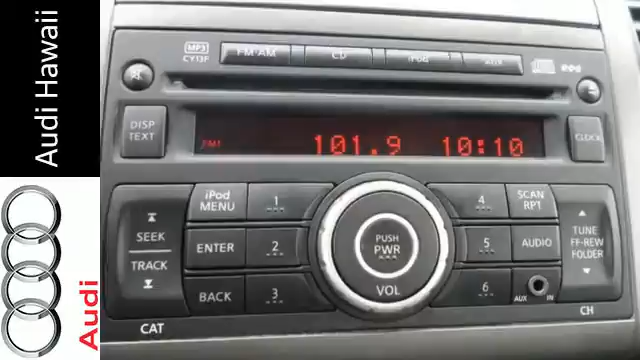 Audi Hawaii
Audi
MP3
CY13F
FM·AM
CD
iPod
AUX
DISP
TEXT
FM1
101.9
10:10
CLOCK
SEEK
TRACK
CAT
iPod
MENU
ENTER
BACK
1
2
3
PUSH
PWR
VOL
4
5
6
SCAN
RPT
AUDIO
AUX IN
TUNE
FF·REW
FOLDER
CH